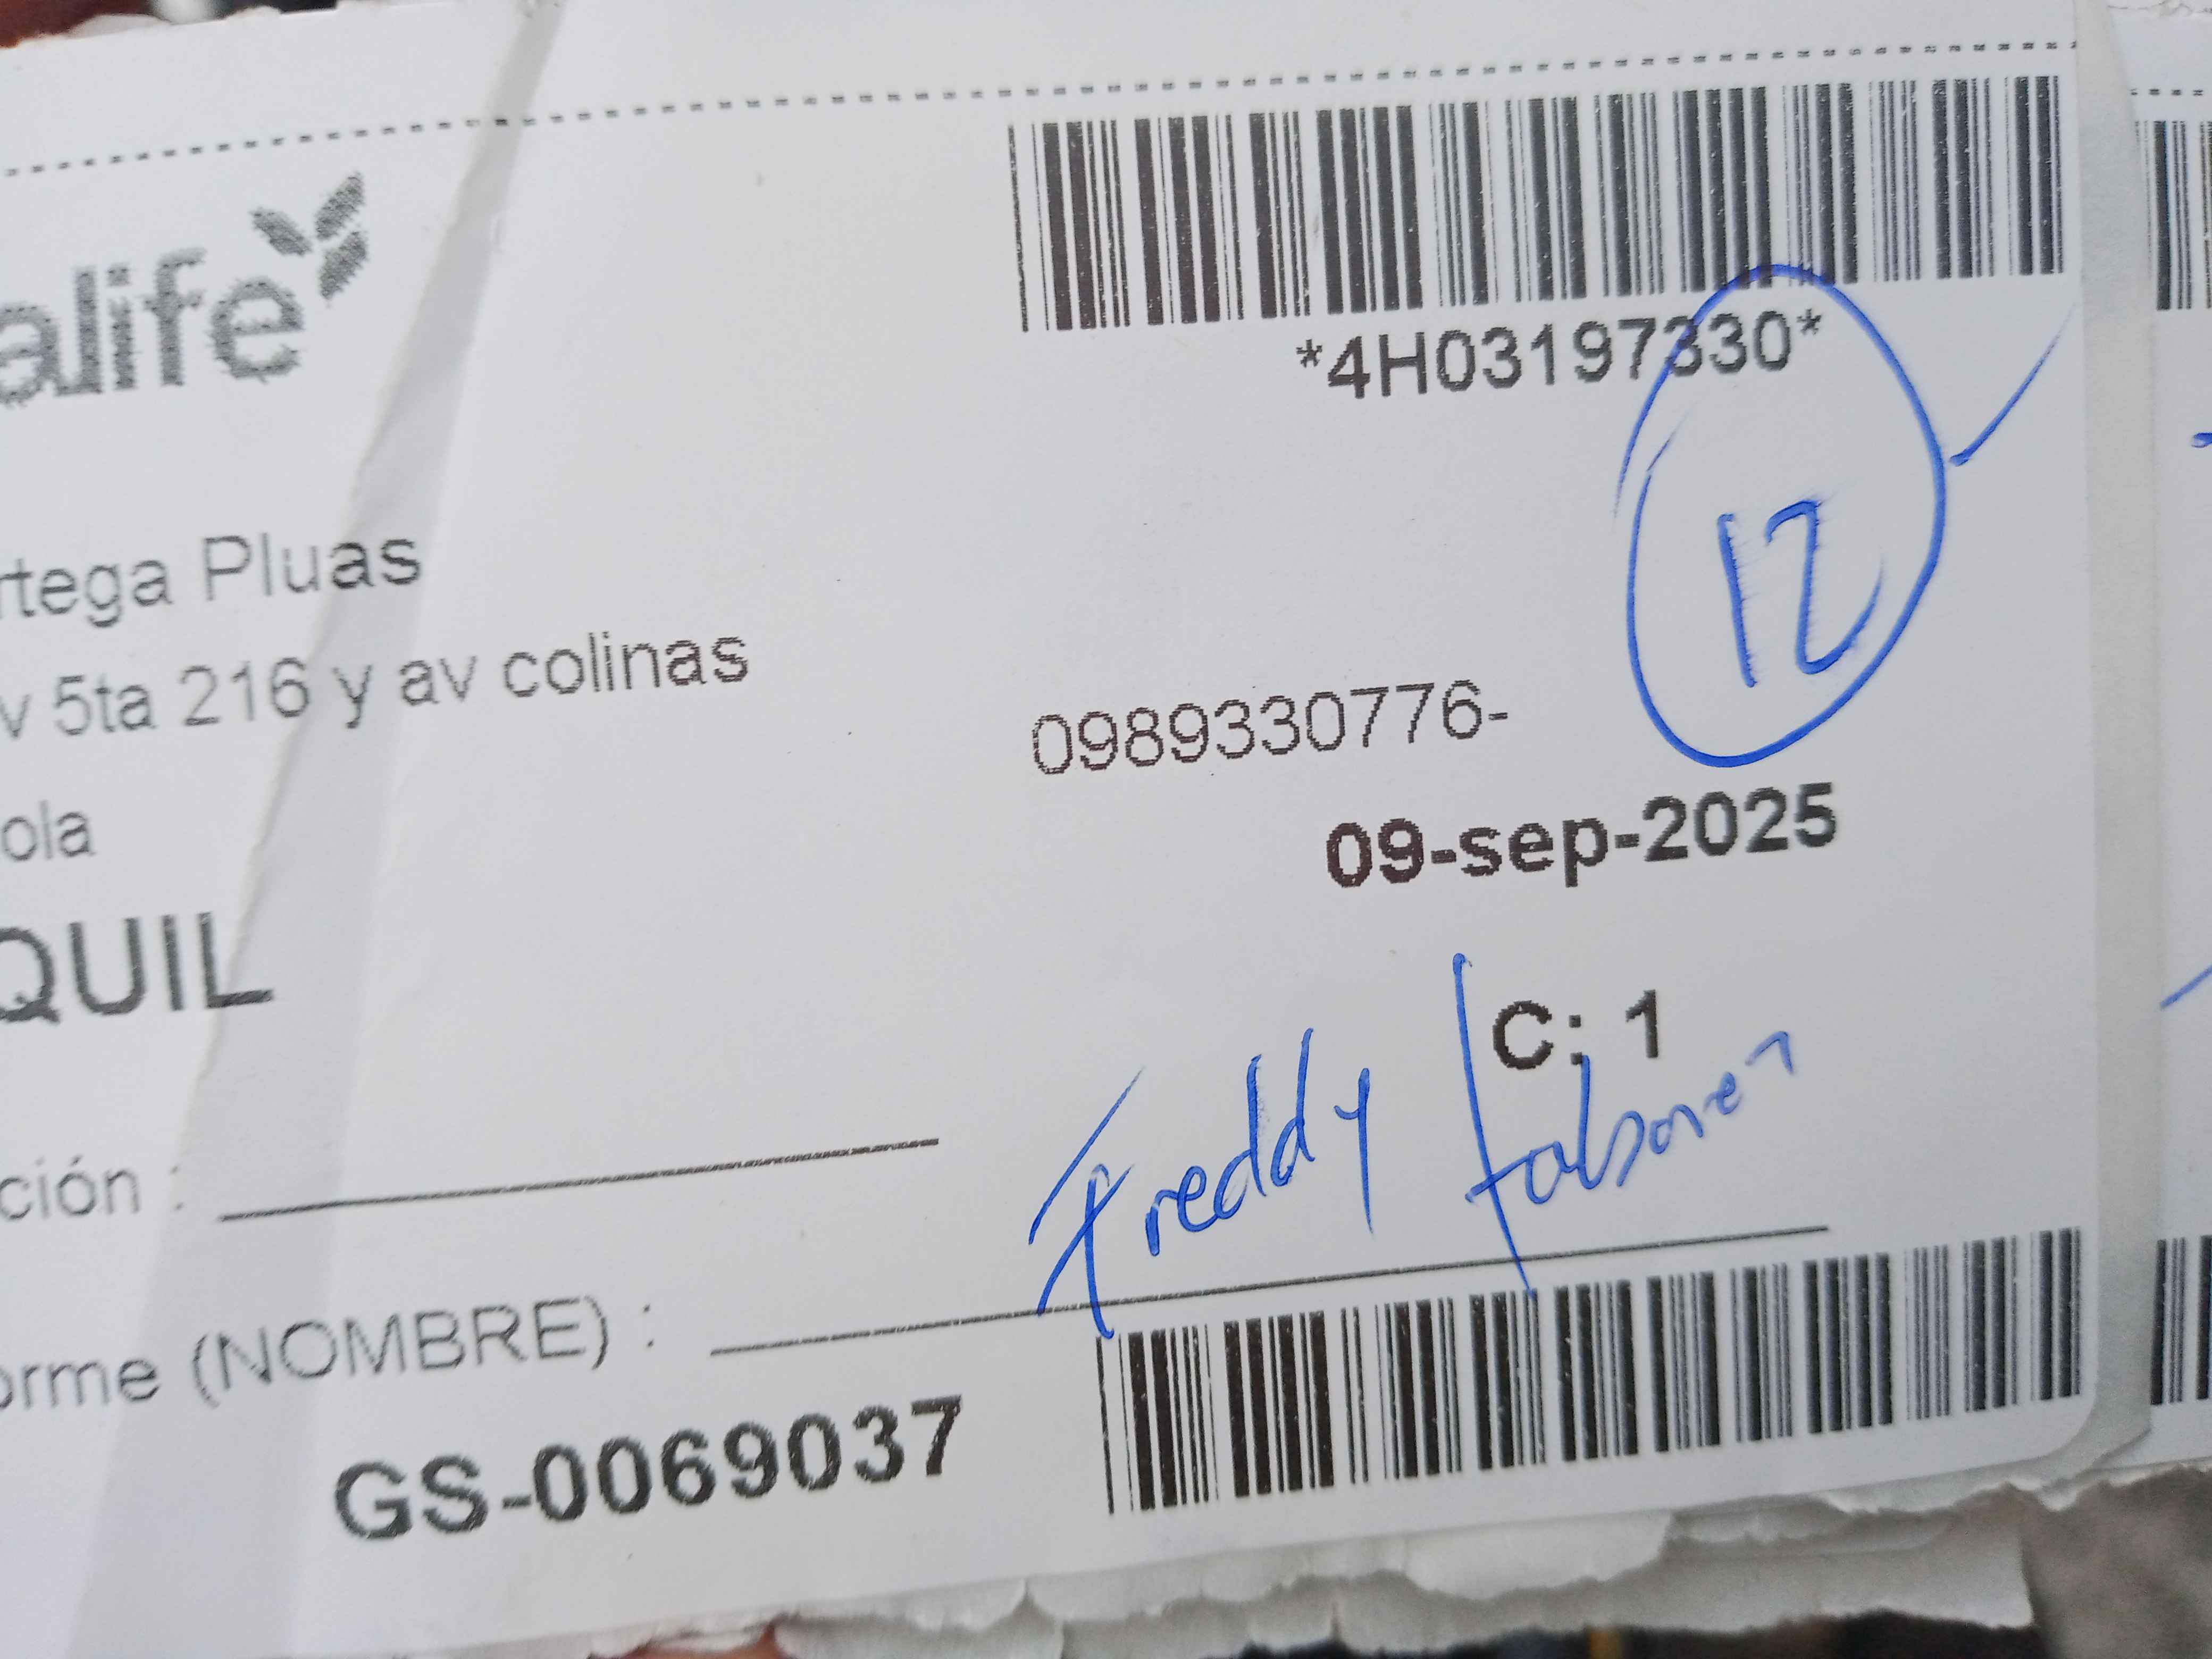 alife
*4H03197330*
12
rtega Pluas
v 5ta 216 y av colinas
0989330776-
ola
09-sep-2025
QUIL
C: 1
Freddy
ción :
orme (NOMBRE) :
GS-0069037